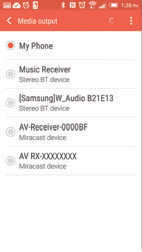 1:38 PM
Media output
My Phone
Music Receiver
Stereo BT device
[Samsung]W_Audio B21E13
Stereo BT device
AV-Receiver-0000BF
Miracast device
AV RX-XXXXXXXX
Miracast device